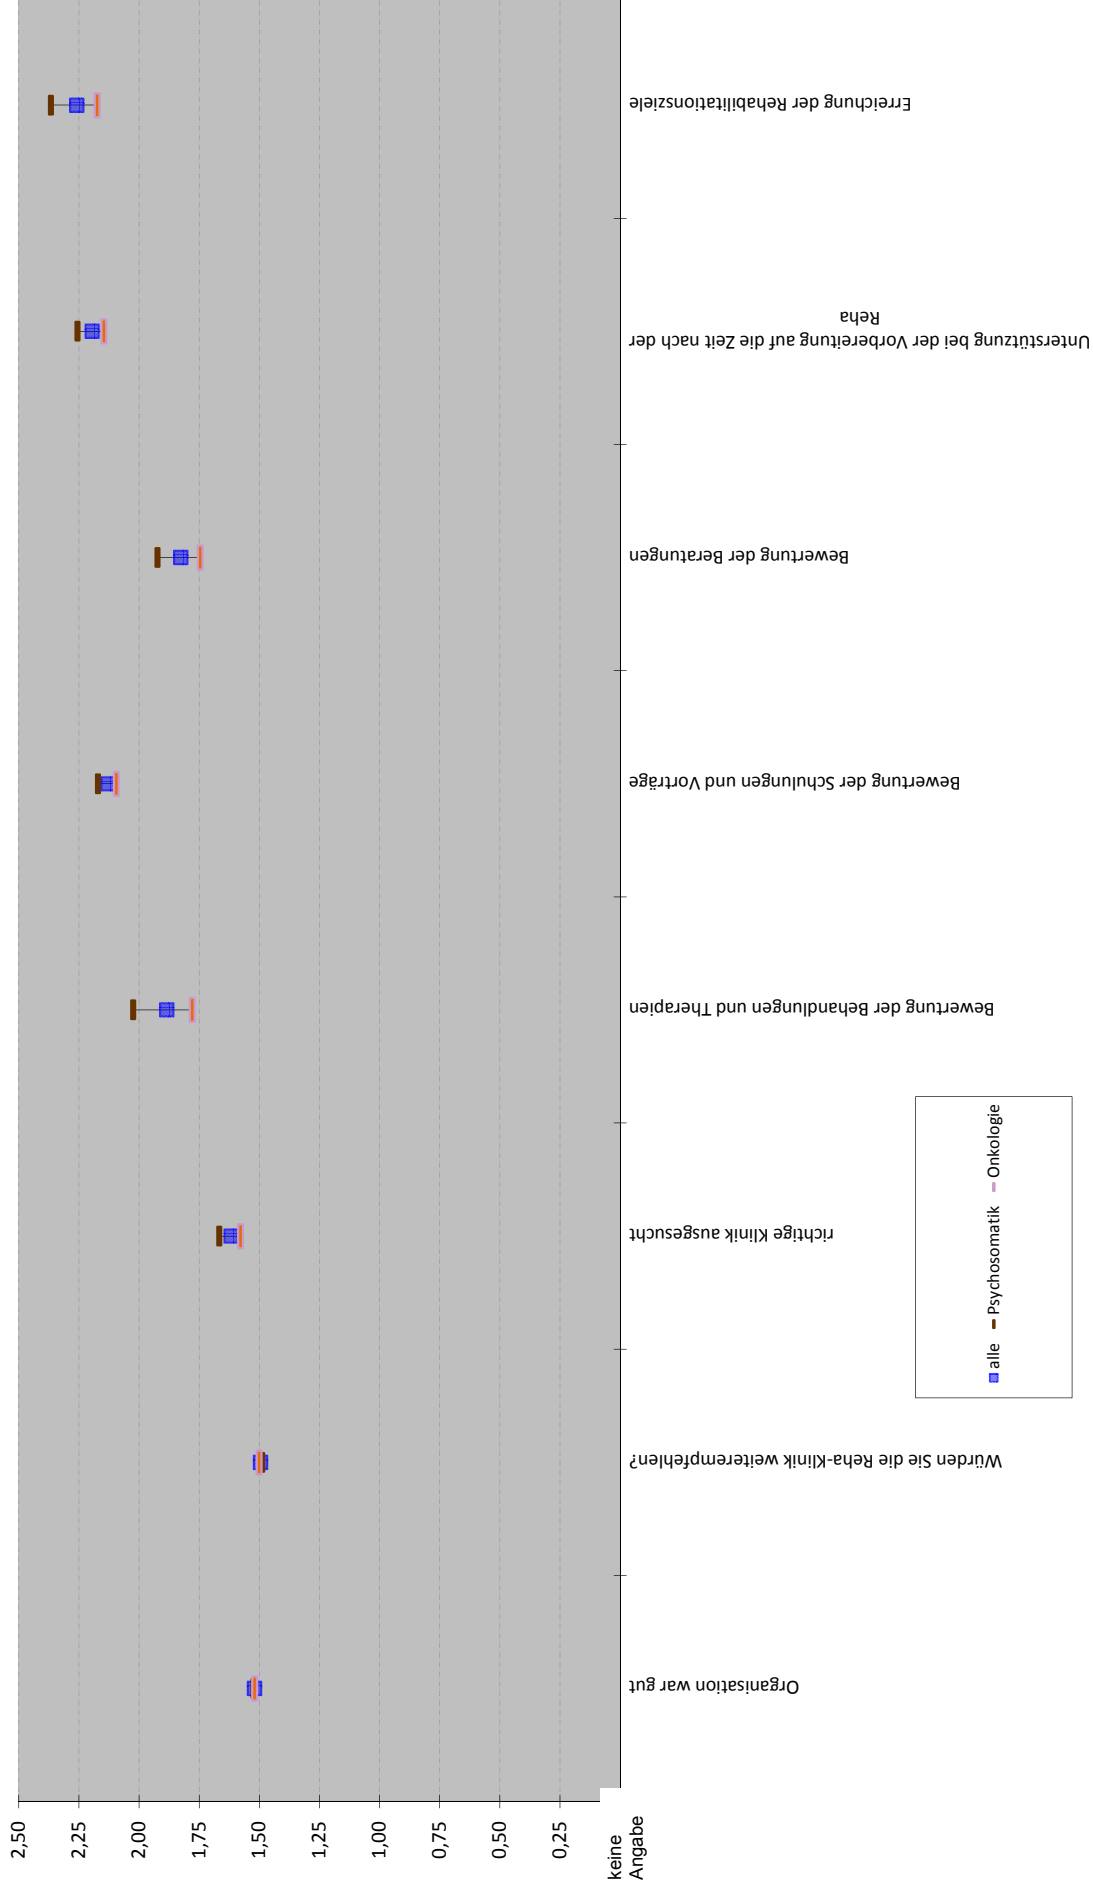 2,50
2,25
2,00
1,75
1,50
1,25
1,00
0,75
0,50
0,25
keine
Angabe
Organisation war gut
Würden Sie die Reha-Klinik weiterempfehlen?
richtige Klinik ausgesucht
Bewertung der Behandlungen und Therapien
Bewertung der Schulungen und Vorträge
Bewertung der Beratungen
Unterstützung bei der Vorbereitung auf die Zeit nach der
Reha
Erreichung der Rehabilitationsziele
alle Psychosomatik Onkologie